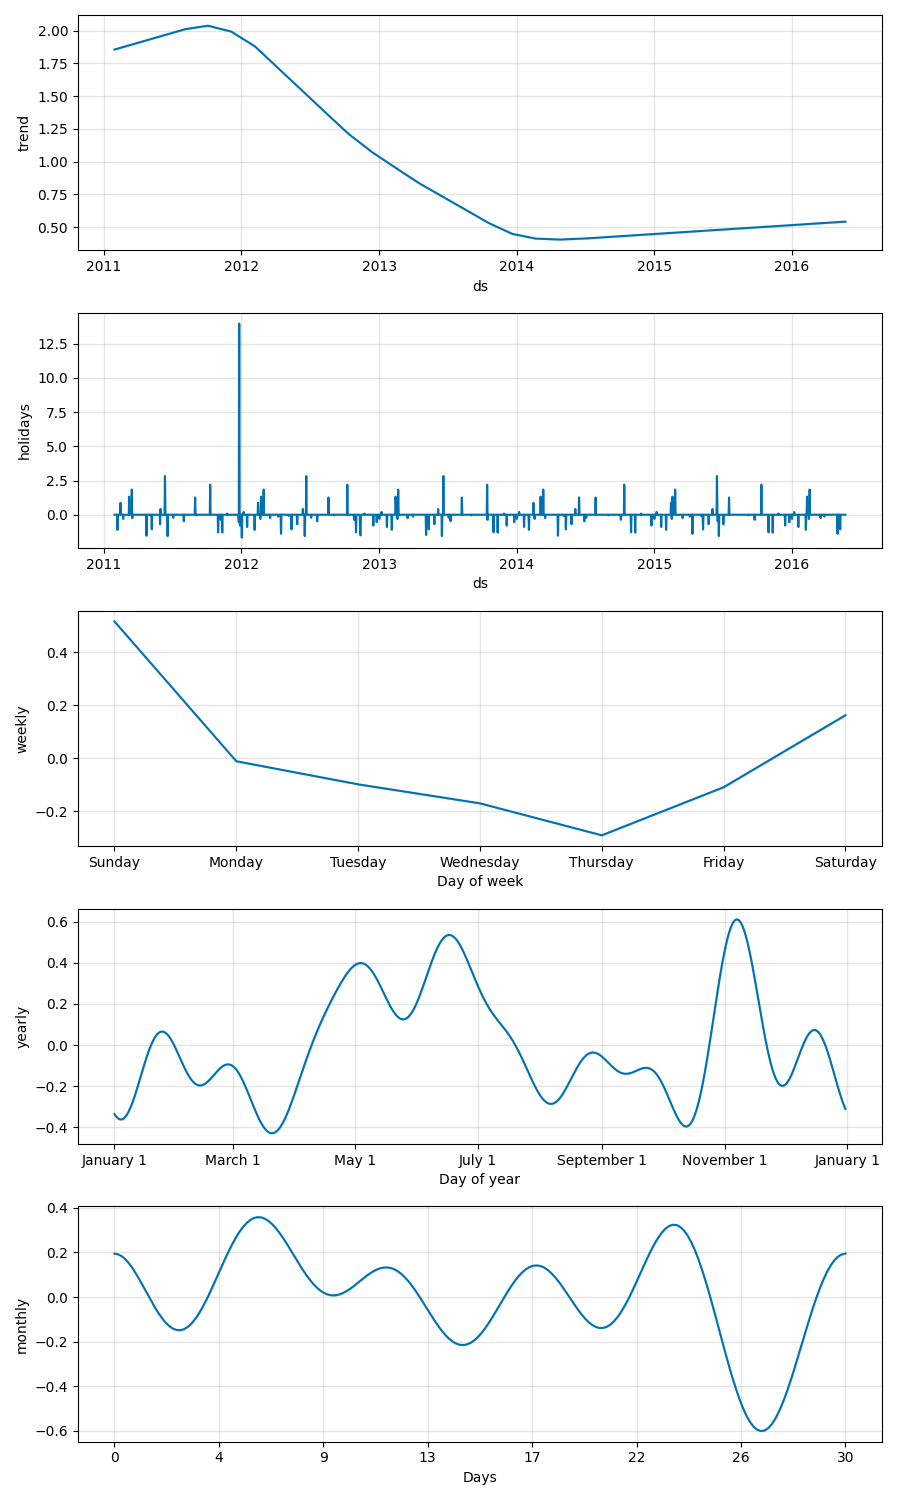 2.00
1.75
1.50
1.25
1.00
0.75
0.50
trend
2011 2012 2013 2014 2015 2016
ds
12.5
10.0
7.5
5.0
2.5
0.0
holidays
2011 2012 2013 2014 2015 2016
ds
0.4
0.2
0.0
−0.2
weekly
Sunday Monday Tuesday Wednesday Thursday Friday Saturday
Day of week
0.6
0.4
0.2
0.0
−0.2
−0.4
yearly
January 1 March 1 May 1 July 1 September 1 November 1 January 1
Day of year
0.4
0.2
0.0
−0.2
−0.4
−0.6
monthly
0 4 9 13 17 22 26 30
Days